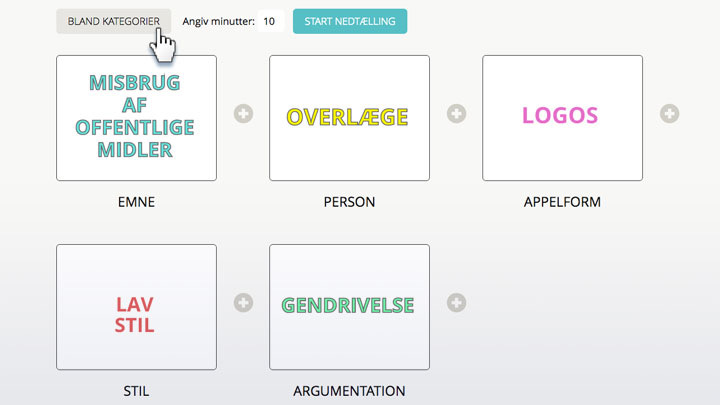 BLAND KATEGORIER Angiv minutter: 10 START NEDTÆLLING
MISBRUG
AF
OFFENTLIGE
MIDLER
OVERLÆGE
LOGOS
EMNE PERSON APPELFORM
LAV
STIL
GENDRIVELSE
STIL ARGUMENTATION